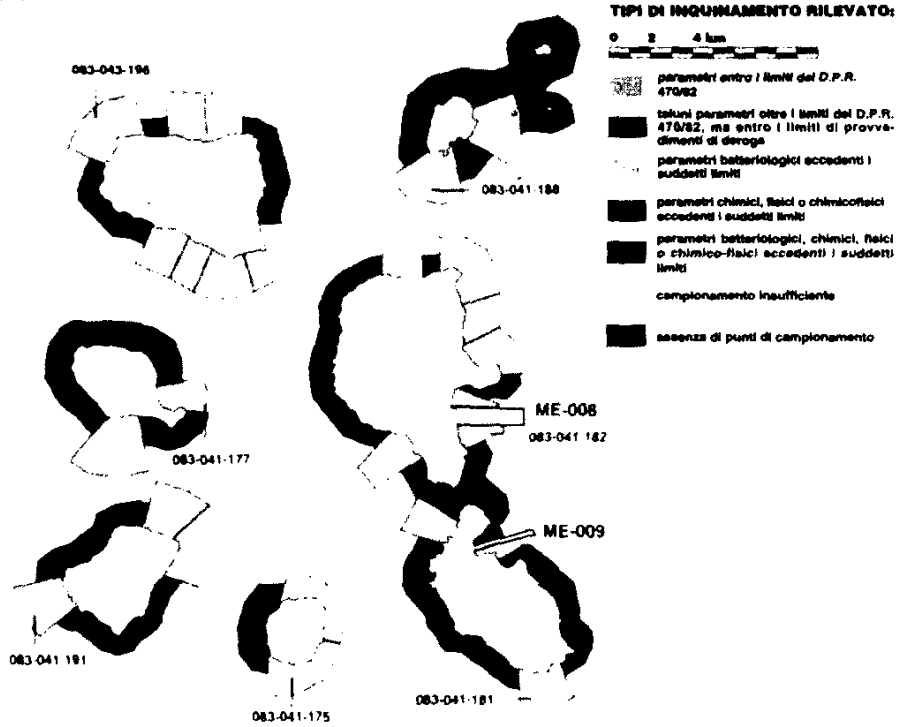 TIPI DI INQUINAMENTO RILEVATO:
0 2 4 km
parametri entro i limiti del D.P.R.
470/82
taluni parametri oltre i limiti del D.P.R.
470/82, ma entro i limiti di provve-
dimenti di deroga
parametri batteriologici eccedenti i
suddetti limiti
parametri chimici, fisici o chimicofisici
eccedenti i suddetti limiti
parametri batteriologici, chimici, fisici
o chimico-fisici eccedenti i suddetti
limiti
campionamento insufficiente
assenza di punti di campionamento
083-043-196
083-041-188
ME-008
083-041 182
083-041-177
ME-009
083-041 191
083-041-181
083-041-175